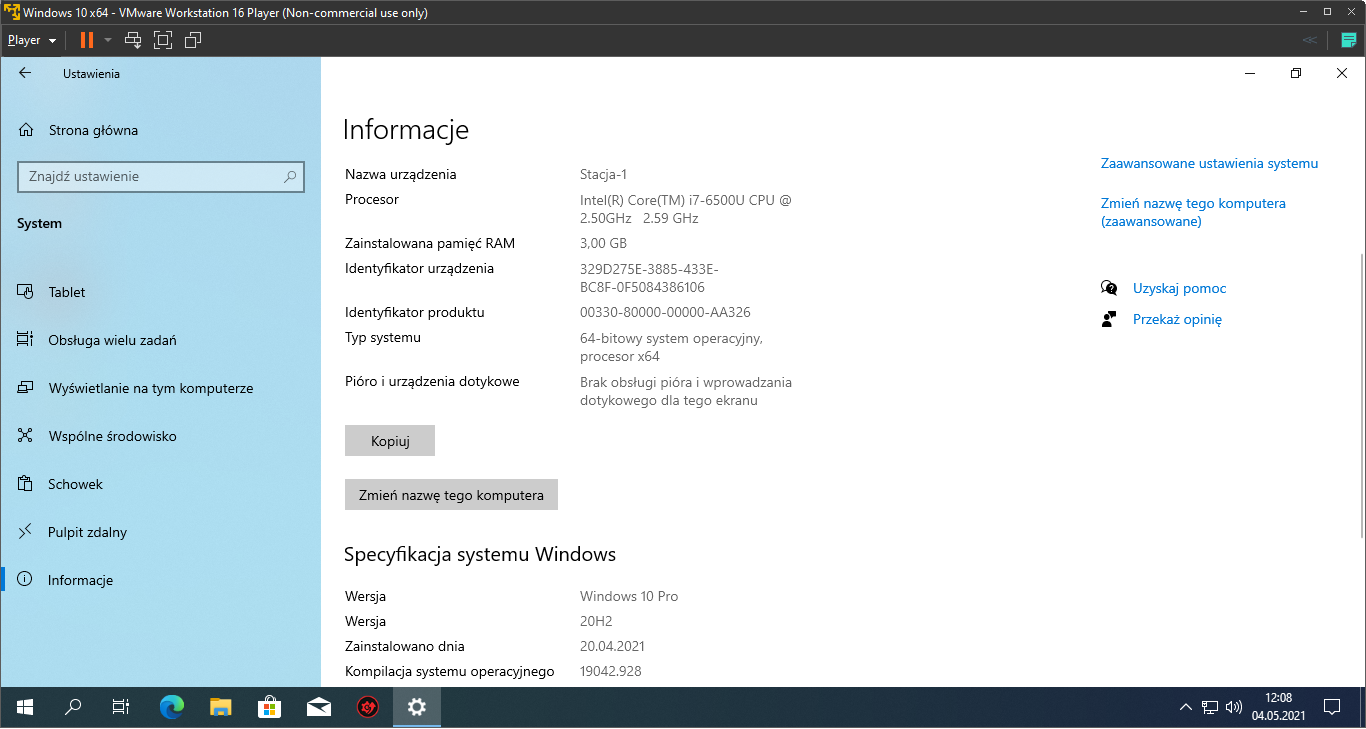 Windows 10 x64 - VMware Workstation 16 Player (Non-commercial use only)
Player
Ustawienia
Strona główna
Znajdź ustawienie
System
Tablet
Obsługa wielu zadań
Wyświetlanie na tym komputerze
Wspólne środowisko
Schowek
Pulpit zdalny
Informacje
Informacje
Nazwa urządzenia Stacja-1
Procesor Intel(R) Core(TM) i7-6500U CPU @
2.50GHz 2.59 GHz
Zainstalowana pamięć RAM 3,00 GB
Identyfikator urządzenia 329D275E-3885-433E-
BC8F-0F5084386106
Identyfikator produktu 00330-80000-00000-AA326
Typ systemu 64-bitowy system operacyjny,
procesor x64
Pióro i urządzenia dotykowe Brak obsługi pióra i wprowadzania
dotykowego dla tego ekranu
Kopiuj
Zmień nazwę tego komputera
Specyfikacja systemu Windows
Wersja Windows 10 Pro
Wersja 20H2
Zainstalowano dnia 20.04.2021
Kompilacja systemu operacyjnego 19042.928
Zaawansowane ustawienia systemu
Zmień nazwę tego komputera
(zaawansowane)
Uzyskaj pomoc
Przekaż opinię
12:08
04.05.2021